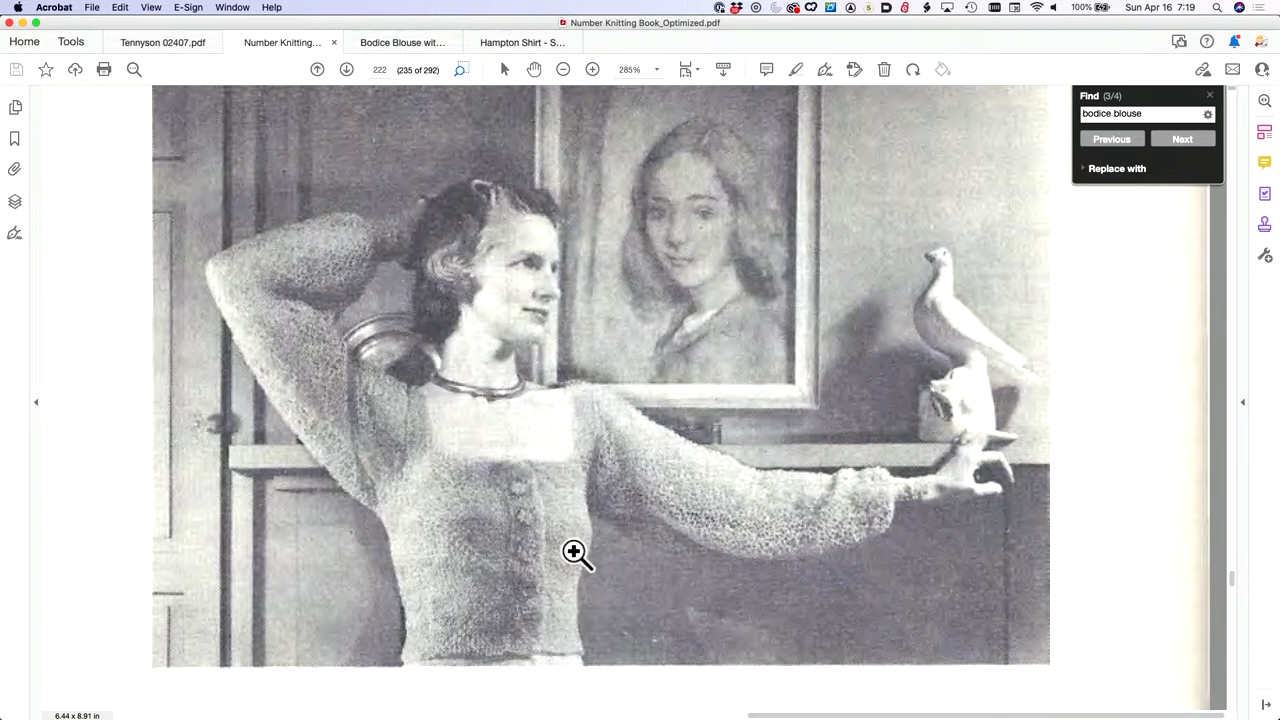 Acrobat File Edit View E-Sign Window Help 100% Sun Apr 16 7:19
Number Knitting Book_Optimized.pdf
Home Tools Tennyson 02407.pdf Number Knitting... × Bodice Blouse wit... Hampton Shirt - S...
222 (235 of 292) 285%
Find (3/4)
bodice blouse
Previous Next
Replace with
6.44 x 8.91 in